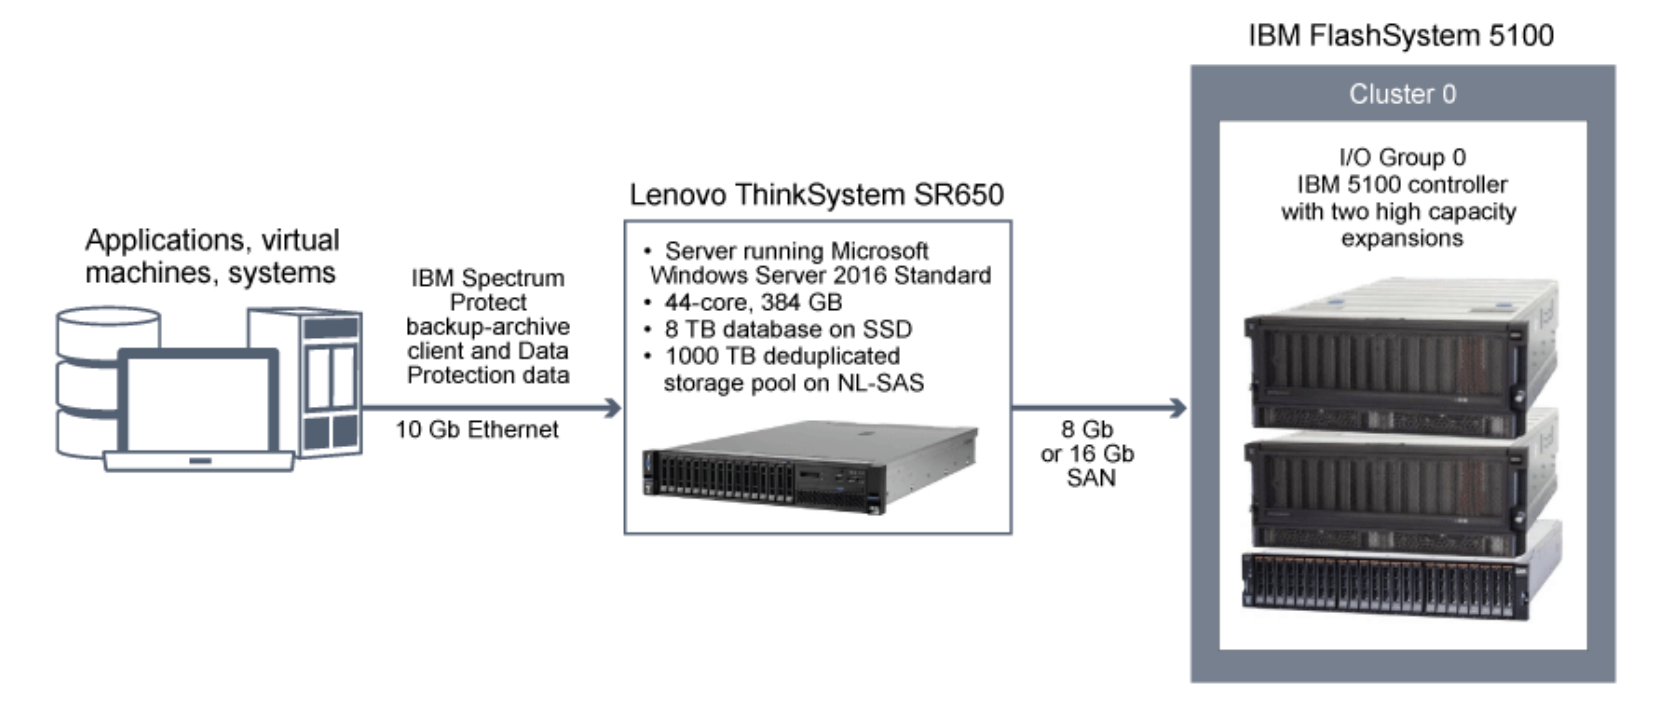 IBM FlashSystem 5100
Cluster 0
I/O Group 0
IBM 5100 controller
with two high capacity
expansions
Lenovo ThinkSystem SR650
• Server running Microsoft
Windows Server 2016 Standard
• 44-core, 384 GB
• 8 TB database on SSD
• 1000 TB deduplicated
storage pool on NL-SAS
Applications, virtual
machines, systems
IBM Spectrum
Protect
backup-archive
client and Data
Protection data
10 Gb Ethernet
8 Gb
or 16 Gb
SAN